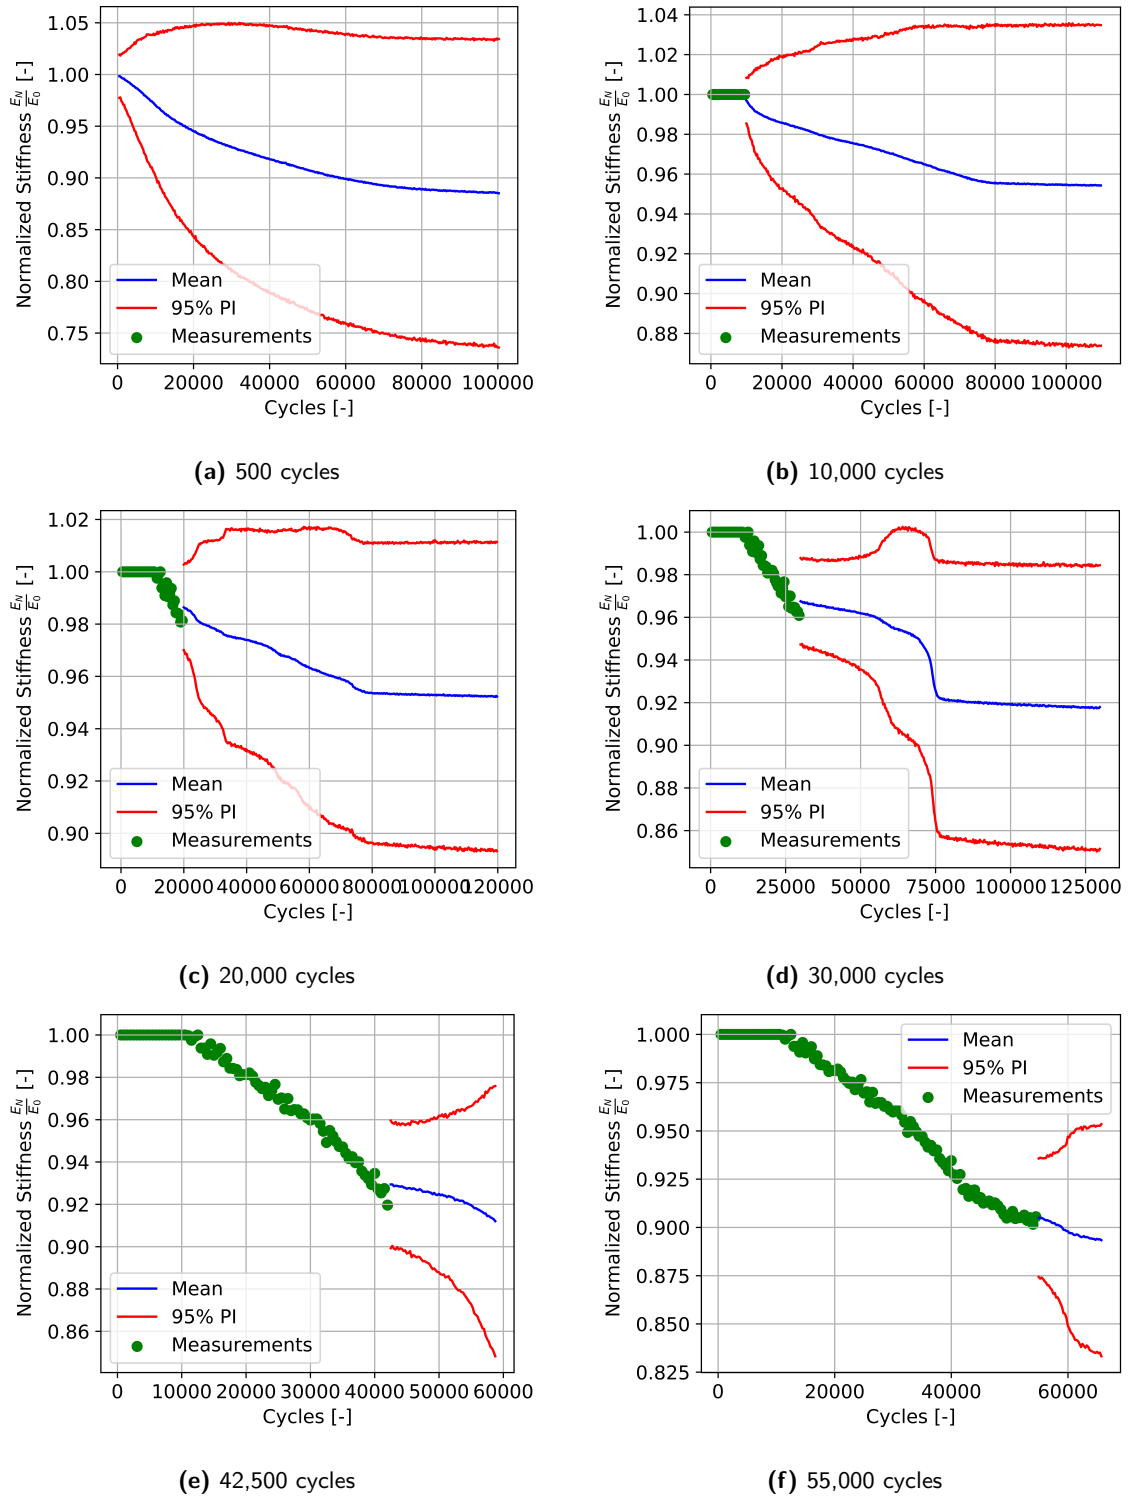 1.05
1.00
0.95
0.90
0.85
0.80
0.75
Normalized Stiffness E_N/E_0 [-]
Mean
95% PI
Measurements
0 20000 40000 60000 80000 100000
Cycles [-]
(a) 500 cycles
1.04
1.02
1.00
0.98
0.96
0.94
0.92
0.90
0.88
Normalized Stiffness E_N/E_0 [-]
Mean
95% PI
Measurements
0 20000 40000 60000 80000 100000
Cycles [-]
(b) 10,000 cycles
1.02
1.00
0.98
0.96
0.94
0.92
0.90
Normalized Stiffness E_N/E_0 [-]
Mean
95% PI
Measurements
0 20000 40000 60000 80000 100000 120000
Cycles [-]
(c) 20,000 cycles
1.00
0.98
0.96
0.94
0.92
0.90
0.88
0.86
Normalized Stiffness E_N/E_0 [-]
Mean
95% PI
Measurements
0 25000 50000 75000 100000 125000
Cycles [-]
(d) 30,000 cycles
1.00
0.98
0.96
0.94
0.92
0.90
0.88
0.86
Normalized Stiffness E_N/E_0 [-]
Mean
95% PI
Measurements
0 10000 20000 30000 40000 50000 60000
Cycles [-]
(e) 42,500 cycles
1.000
0.975
0.950
0.925
0.900
0.875
0.850
0.825
Normalized Stiffness E_N/E_0 [-]
Mean
95% PI
Measurements
0 20000 40000 60000
Cycles [-]
(f) 55,000 cycles